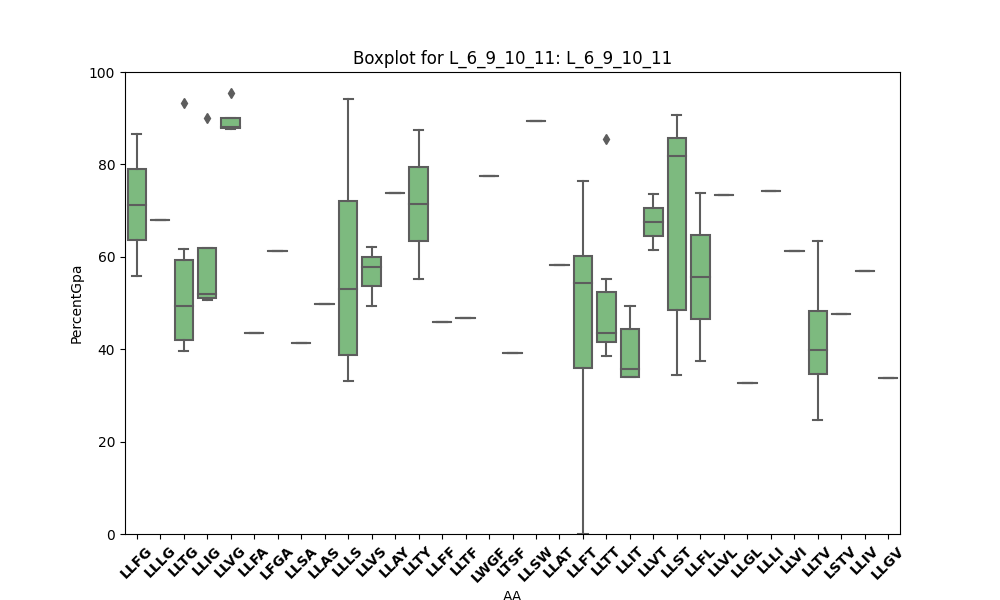 Boxplot for L_6_9_10_11: L_6_9_10_11
100
80
60
40
20
0
PercentGpa
LLFG LLLG LLTG LLIG LLVG LLFA LFGA LLSA LLAS LLLS LLVS LLAY LLTY LLFF LLTF LWGF LTSF LLSW LLAT LLFT LLTT LLIT LLVT LLST LLFL LLVL LLGL LLLI LLVI LLTV LSTV LLIV LLGV
AA